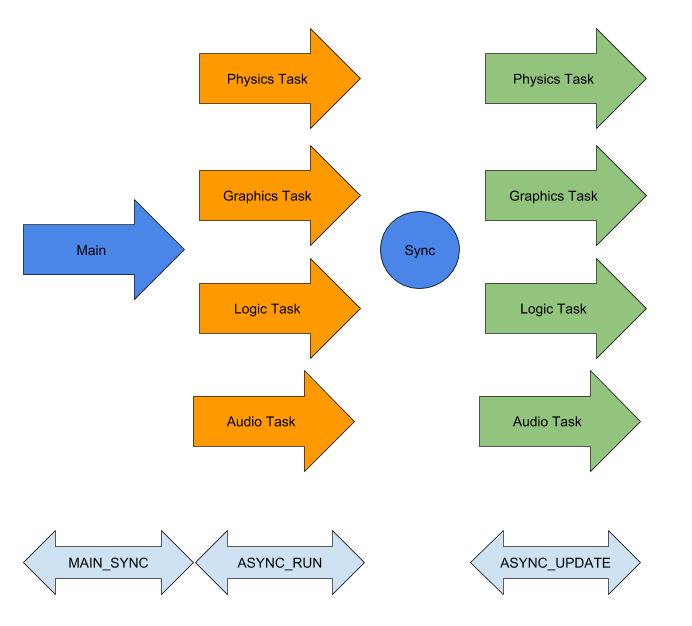 Physics Task
Physics Task
Graphics Task
Graphics Task
Main
Sync
Logic Task
Logic Task
Audio Task
Audio Task
MAIN_SYNC
ASYNC_RUN
ASYNC_UPDATE